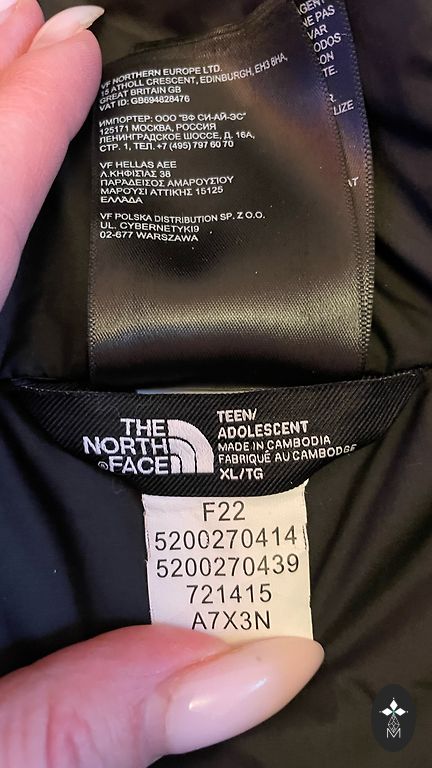 VF NORTHERN EUROPE LTD.
15 ATHOLL CRESCENT, EDINBURGH, EH3 8HA,
GREAT BRITAIN GB
VAT ID: GB694828476
ИМПОРТЕР: ООО "ВФ СИ-АЙ-ЭС"
125171 МОСКВА, РОССИЯ
ЛЕНИНГРАДСКОЕ ШОССЕ, Д. 16А,
СТР. 1, ТЕЛ. +7 (495) 797 60 70
VF HELLAS AEE
Λ.ΚΗΦΙΣΙΑΣ 38
ΠΑΡΑΔΕΙΣΟΣ ΑΜΑΡΟΥΣΙΟΥ
ΜΑΡΟΥΣΙ ΑΤΤΙΚΗΣ 15125
ΕΛΛΑΔΑ
VF POLSKA DISTRIBUTION SP. Z O.O.
UL. CYBERNETYKI9
02-677 WARSZAWA
NE PAS
THE
NORTH
FACE
TEEN/
ADOLESCENT
MADE IN CAMBODIA
FABRIQUÉ AU CAMBODGE
XL/TG
F22
5200270414
5200270439
721415
A7X3N
M